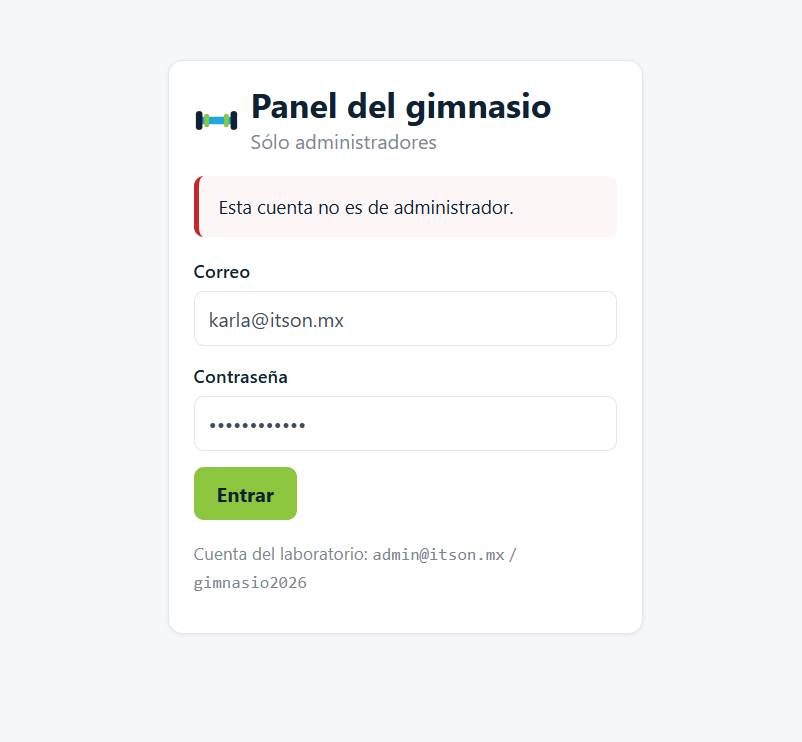 Panel del gimnasio
Sólo administradores
Esta cuenta no es de administrador.
Correo
karla@itson.mx
Contraseña
••••••••••••
Entrar
Cuenta del laboratorio: admin@itson.mx /
gimnasio2026